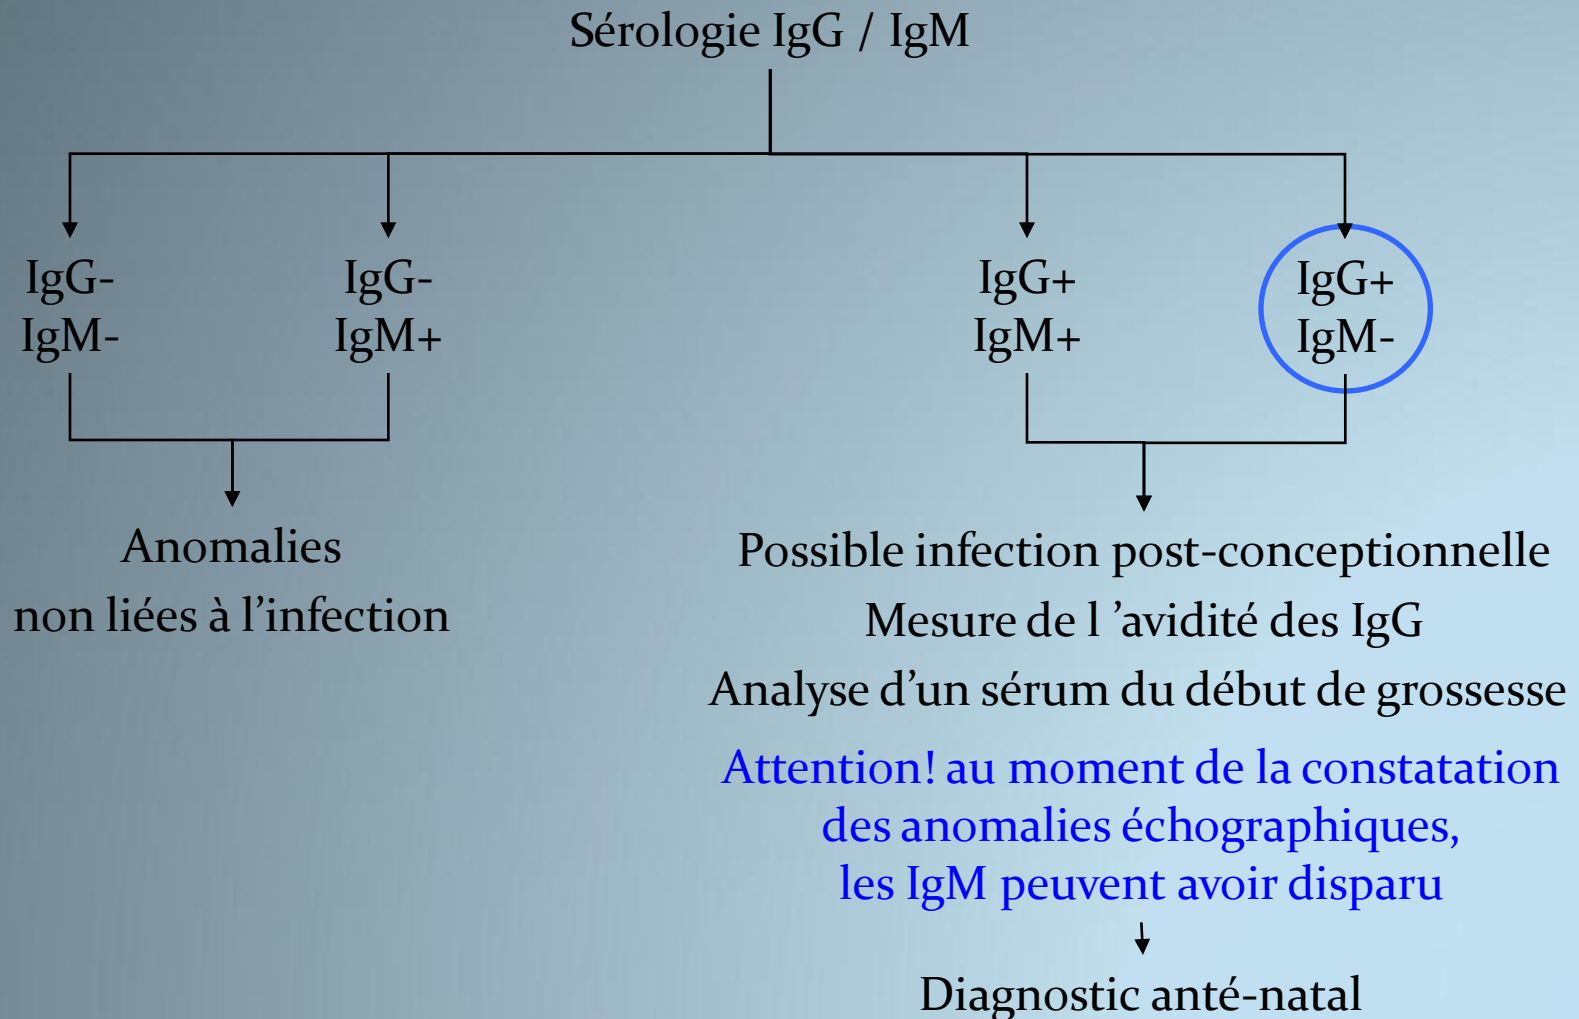 Sérologie IgG / IgM
IgG-
IgM-
IgG-
IgM+
IgG+
IgM+
IgG+
IgM-
Anomalies
non liées à l’infection
Possible infection post-conceptionnelle
Mesure de l ’avidité des IgG
Analyse d’un sérum du début de grossesse
Attention! au moment de la constatation
des anomalies échographiques,
les IgM peuvent avoir disparu
Diagnostic anté-natal